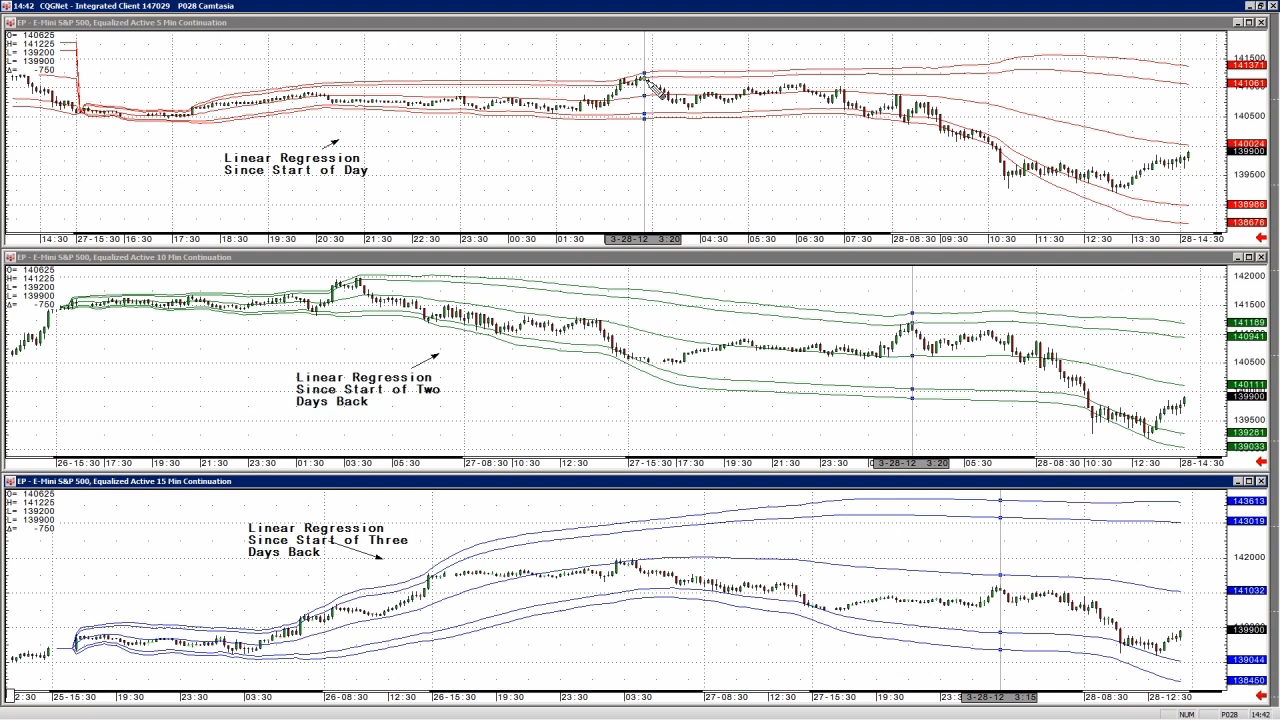 14:42 CQGNet - Integrated Client 147029 P028 Camtasia
EP - E-Mini S&P 500, Equalized Active 5 Min Continuation
O= 140625
H= 141225
L= 139200
L= 139900
Δ= -750
Linear Regression
Since Start of Day
141500
141371
141061
140500
140024
139900
139500
138986
138676
14:30 27-15:30 16:30 17:30 18:30 19:30 20:30 21:30 22:30 23:30 00:30 01:30 3-28-12 3.20 04:30 05:30 06:30 07:30 28-08:30 09:30 10:30 11:30 12:30 13:30 28-14:30
EP - E-Mini S&P 500, Equalized Active 10 Min Continuation
O= 140625
H= 141225
L= 139200
L= 139900
Δ= -750
Linear Regression
Since Start of Two
Days Back
142000
141500
141189
140941
140500
140111
139900
139500
139281
139033
26-15:30 17:30 19:30 21:30 23:30 01:30 03:30 05:30 27-08:30 10:30 12:30 27-15:30 17:30 19:30 21:30 23:30 3-28-12 3.20 05:30 28-08:30 10:30 12:30 28-14:30
EP - E-Mini S&P 500, Equalized Active 15 Min Continuation
O= 140625
H= 141225
L= 139200
L= 139900
Δ= -750
Linear Regression
Since Start of Three
Days Back
143613
143019
142000
141032
139900
139044
138450
2:30 25-15:30 19:30 23:30 03:30 26-08:30 12:30 26-15:30 19:30 23:30 03:30 27-08:30 12:30 27-15:30 19:30 23:3 3-28-12 3.15 28-08:30 28-12:30
NUM P028 14:42